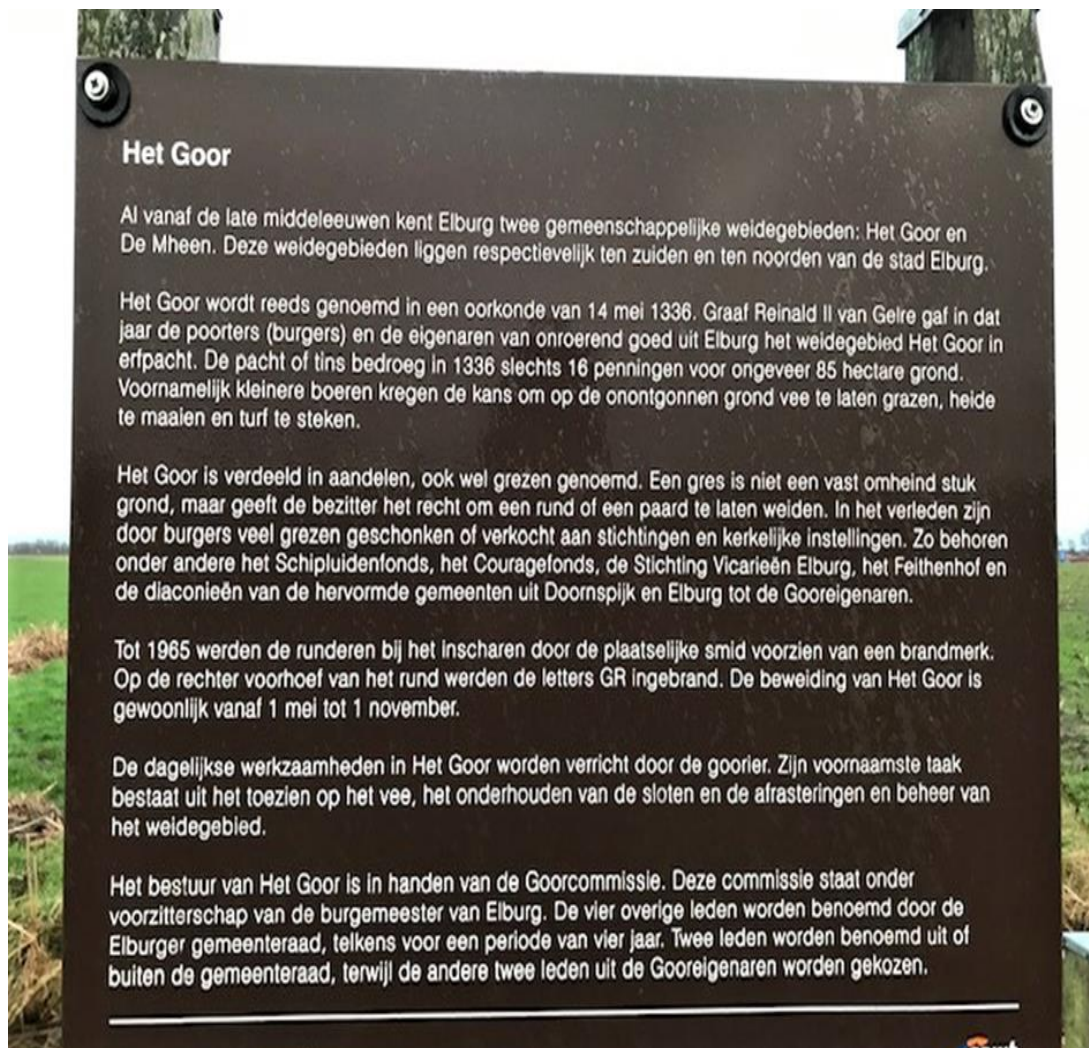 Het Goor
Al vanaf de late middeleeuwen kent Elburg twee gemeenschappelijke weidegebieden: Het Goor en
De Mheen. Deze weidegebieden liggen respectievelijk ten zuiden en ten noorden van de stad Elburg.
Het Goor wordt reeds genoemd in een oorkonde van 14 mei 1336. Graaf Reinald II van Gelre gaf in dat
jaar de poorters (burgers) en de eigenaren van onroerend goed uit Elburg het weidegebied Het Goor in
erfpacht. De pacht of tins bedroeg in 1336 slechts 16 penningen voor ongeveer 85 hectare grond.
Voornamelijk kleinere boeren kregen de kans om op de onontgonnen grond vee te laten grazen, heide
te maaien en turf te steken.
Het Goor is verdeeld in aandelen, ook wel grezen genoemd. Een gres is niet een vast omheind stuk
grond, maar geeft de bezitter het recht om een rund of een paard te laten weiden. In het verleden zijn
door burgers veel grezen geschonken of verkocht aan stichtingen en kerkelijke instellingen. Zo behoren
onder andere het Schipluidenfonds, het Couragefonds, de Stichting Vicarieën Elburg, het Feithenhof en
de diaconieën van de hervormde gemeenten uit Doornspijk en Elburg tot de Gooreigenaren.
Tot 1965 werden de runderen bij het inscharen door de plaatselijke smid voorzien van een brandmerk.
Op de rechter voorhoef van het rund werden de letters GR ingebrand. De beweiding van Het Goor is
gewoonlijk vanaf 1 mei tot 1 november.
De dagelijkse werkzaamheden in Het Goor worden verricht door de goorier. Zijn voornaamste taak
bestaat uit het toezien op het vee, het onderhouden van de sloten en de afrasteringen en beheer van
het weidegebied.
Het bestuur van Het Goor is in handen van de Goorcommissie. Deze commissie staat onder
voorzitterschap van de burgemeester van Elburg. De vier overige leden worden benoemd door de
Elburger gemeenteraad, telkens voor een periode van vier jaar. Twee leden worden benoemd uit of
buiten de gemeenteraad, terwijl de andere twee leden uit de Gooreigenaren worden gekozen.